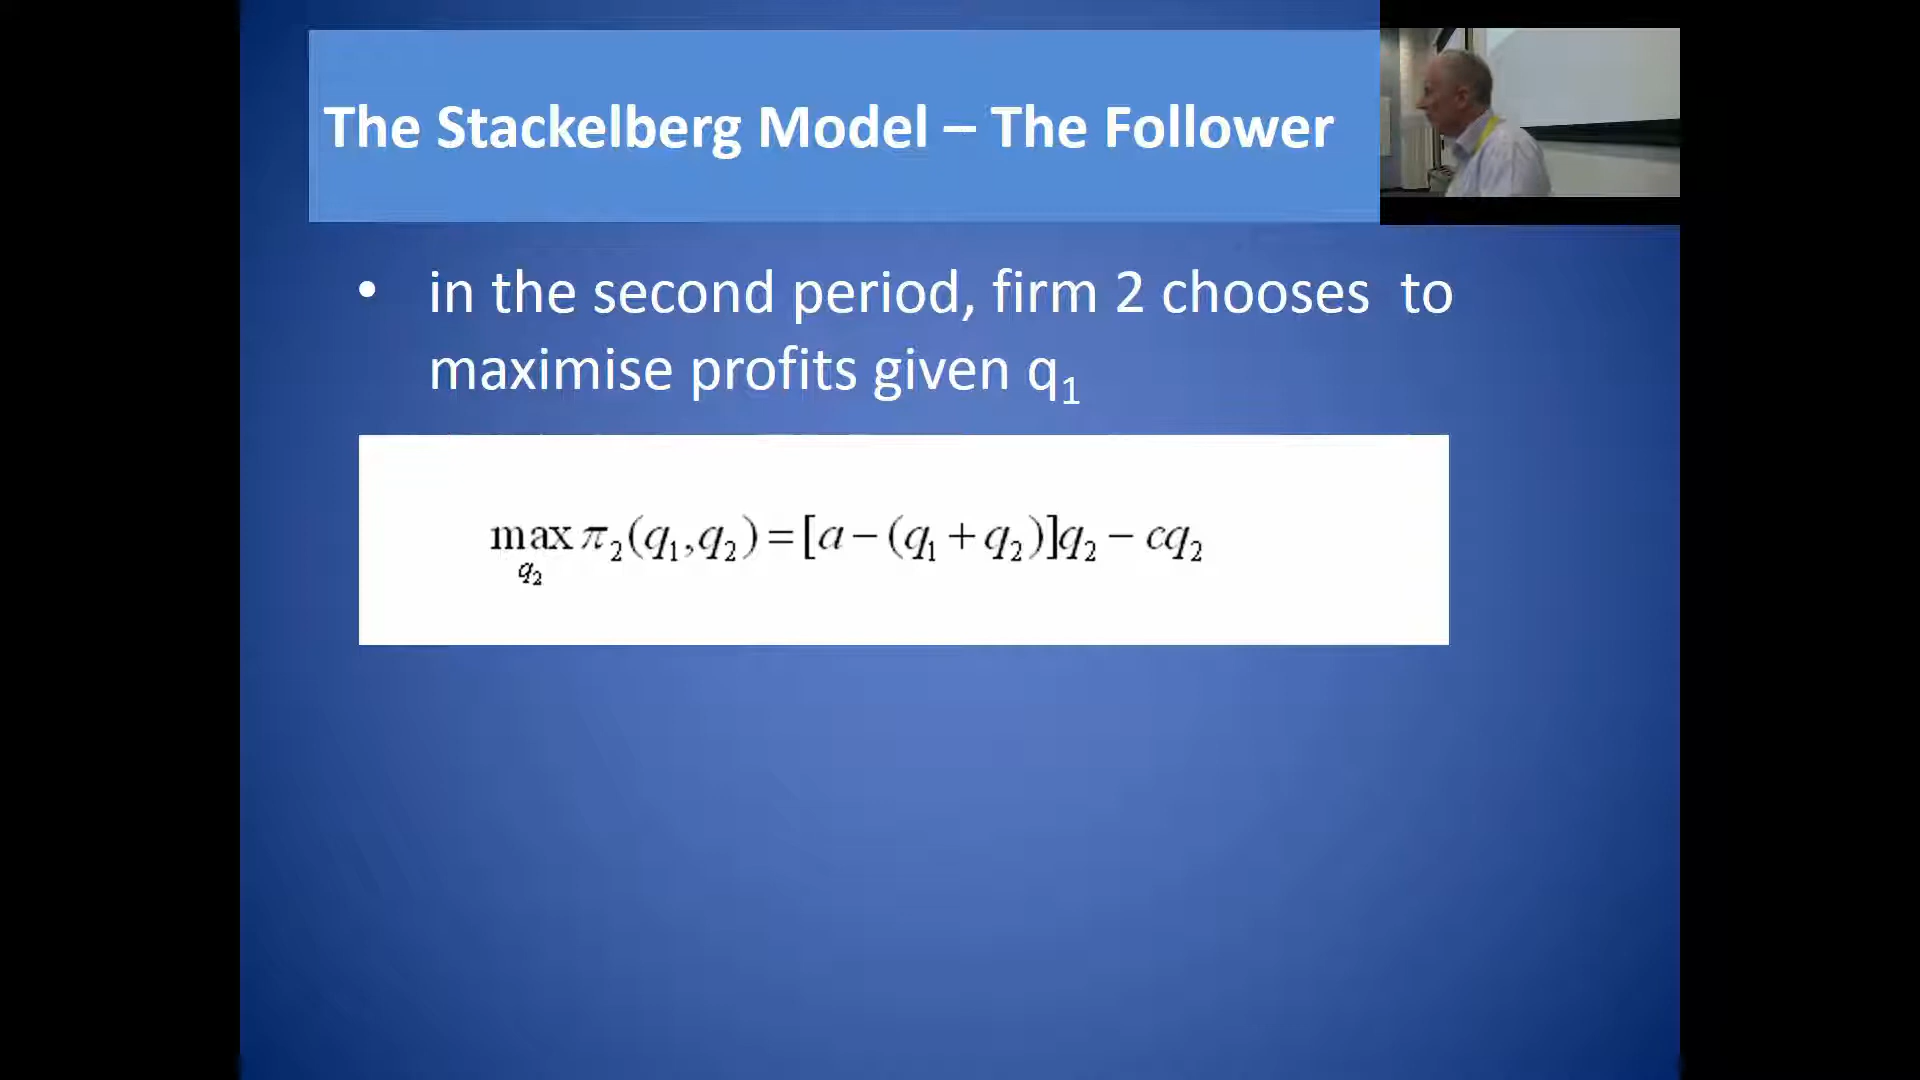 The Stackelberg Model – The Follower
• in the second period, firm 2 chooses  to
maximise profits given q₁
max π₂(q₁,q₂)=[a−(q₁+q₂)]q₂−cq₂
q₂